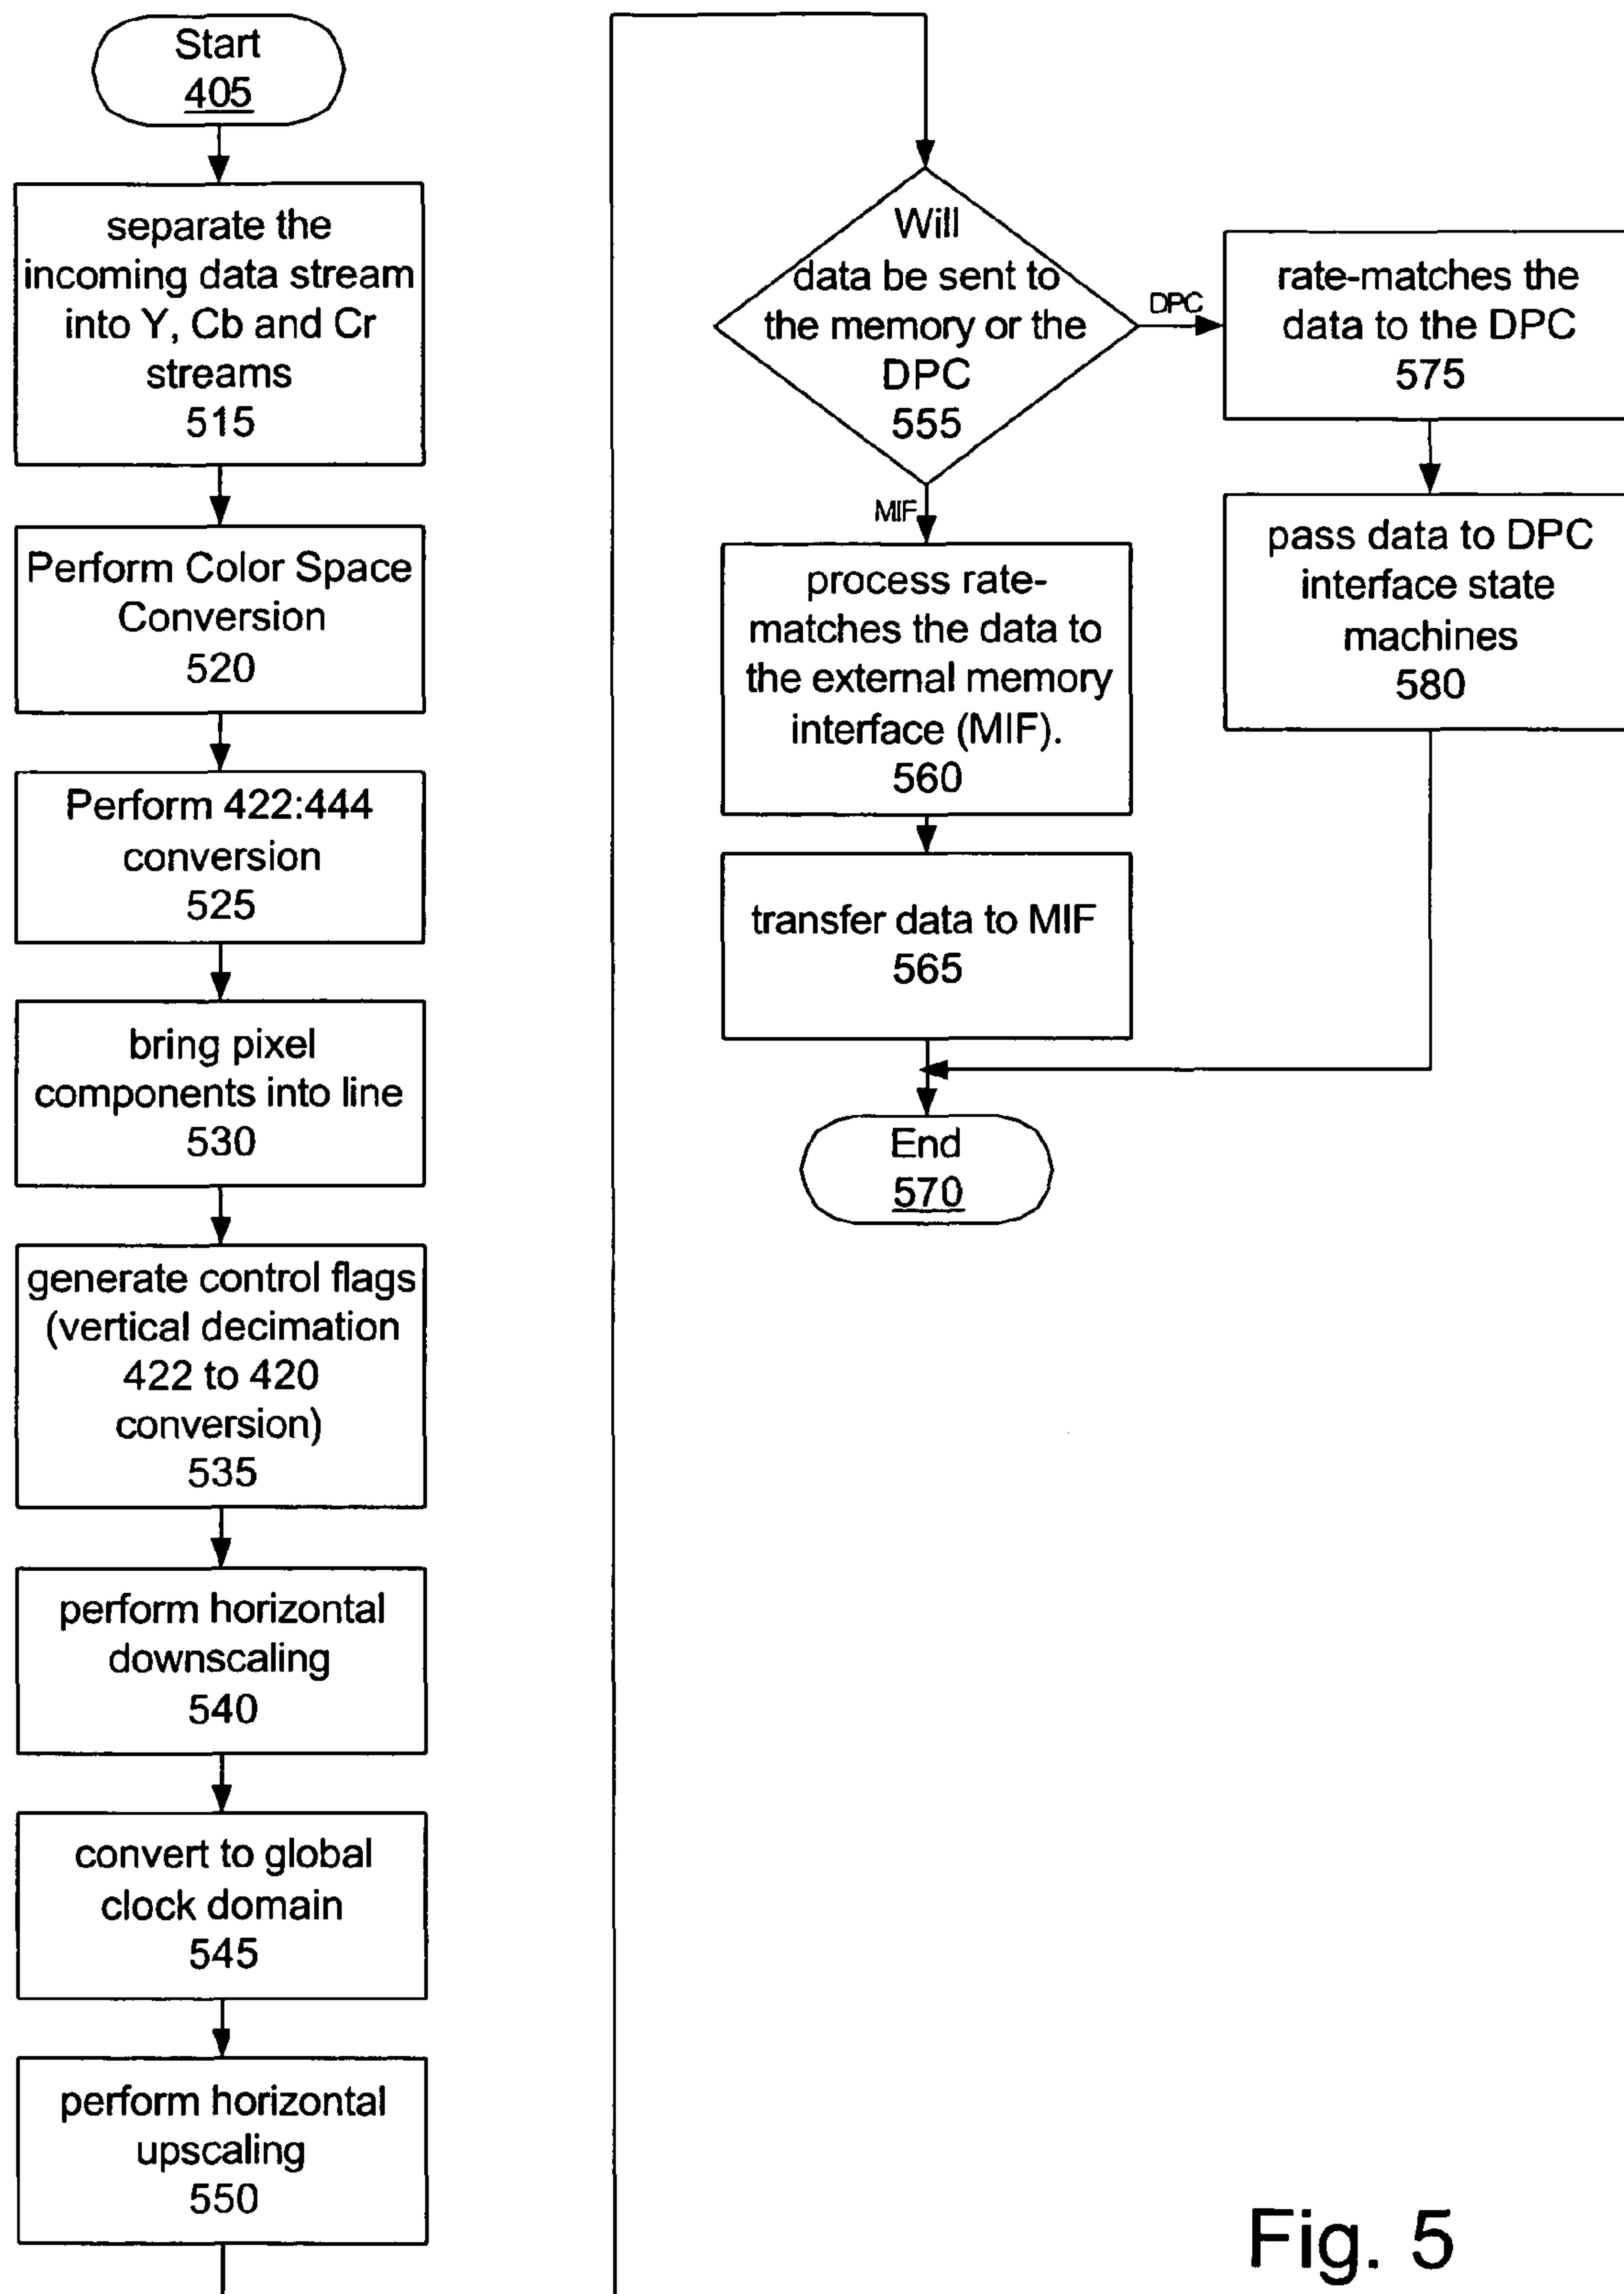 Start
405
separate the
incoming data stream
into Y, Cb and Cr
streams
515
Perform Color Space
Conversion
520
Perform 422:444
conversion
525
bring pixel
components into line
530
generate control flags
(vertical decimation
422 to 420
conversion)
535
perform horizontal
downscaling
540
convert to global
clock domain
545
perform horizontal
upscaling
550
Will
data be sent to
the memory or the
DPC
555
DPC
MIF
process rate-
matches the data to
the external memory
interface (MIF).
560
transfer data to MIF
565
End
570
rate-matches the
data to the DPC
575
pass data to DPC
interface state
machines
580
Fig. 5